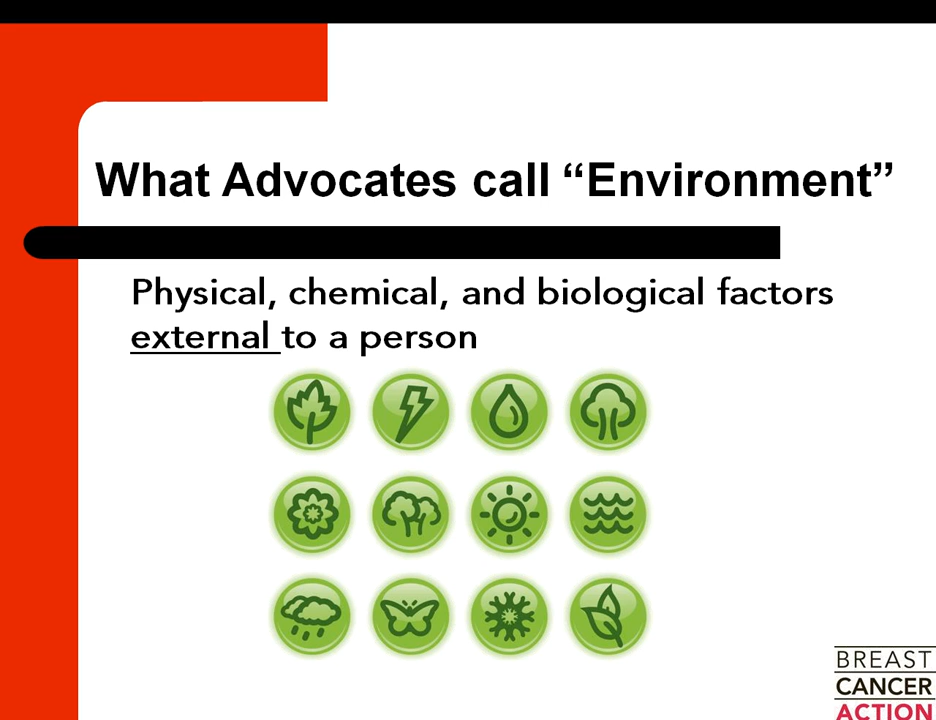 What Advocates call “Environment”
Physical, chemical, and biological factors
external to a person
BREAST
CANCER
ACTION